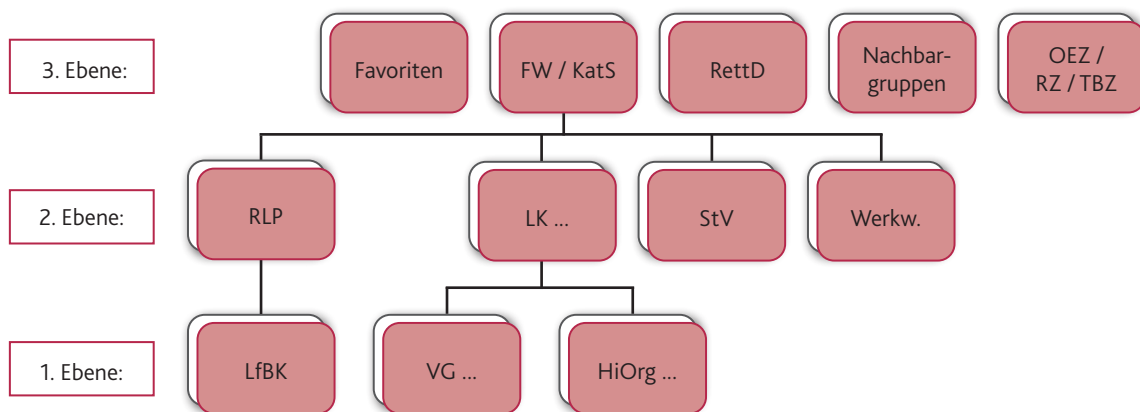 3. Ebene:
Favoriten
FW / KatS
RettD
Nachbar-
gruppen
OEZ /
RZ / TBZ
2. Ebene:
RLP
LK ...
StV
Werkw.
1. Ebene:
LfBK
VG ...
HiOrg ...